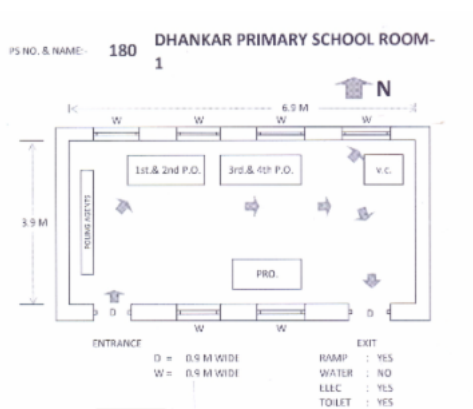 PS NO. & NAME:- 180 DHANKAR PRIMARY SCHOOL ROOM-
1
N
6.9 M
W W W W
1st.& 2nd P.O. 3rd.& 4th P.O. V.C.
3.9 M
POLING AGENTS
PRO.
D W W D
ENTRANCE EXIT
D = 0.9 M WIDE RAMP : YES
W = 0.9 M WIDE WATER : NO
ELEC : YES
TOILET : YES